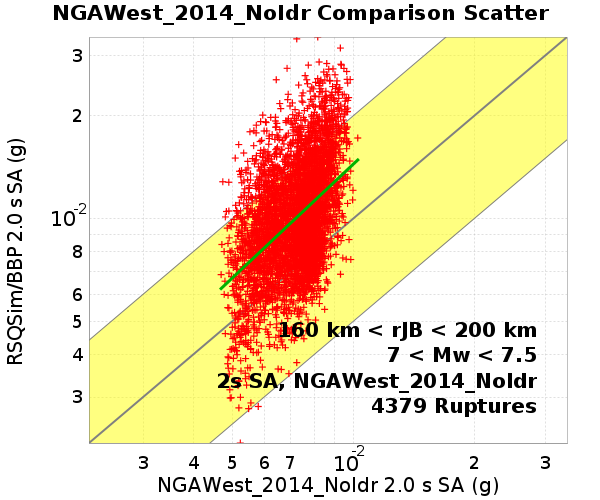 NGAWest_2014_NoIdr Comparison Scatter
RSQSim/BBP 2.0 s SA (g)
3
2
10-2
8
6
5
4
3
160 km < rJB < 200 km
7 < Mw < 7.5
2s SA, NGAWest_2014_NoIdr
4379 Ruptures
3 4 5 6 7 10-2 2 3
NGAWest_2014_NoIdr 2.0 s SA (g)